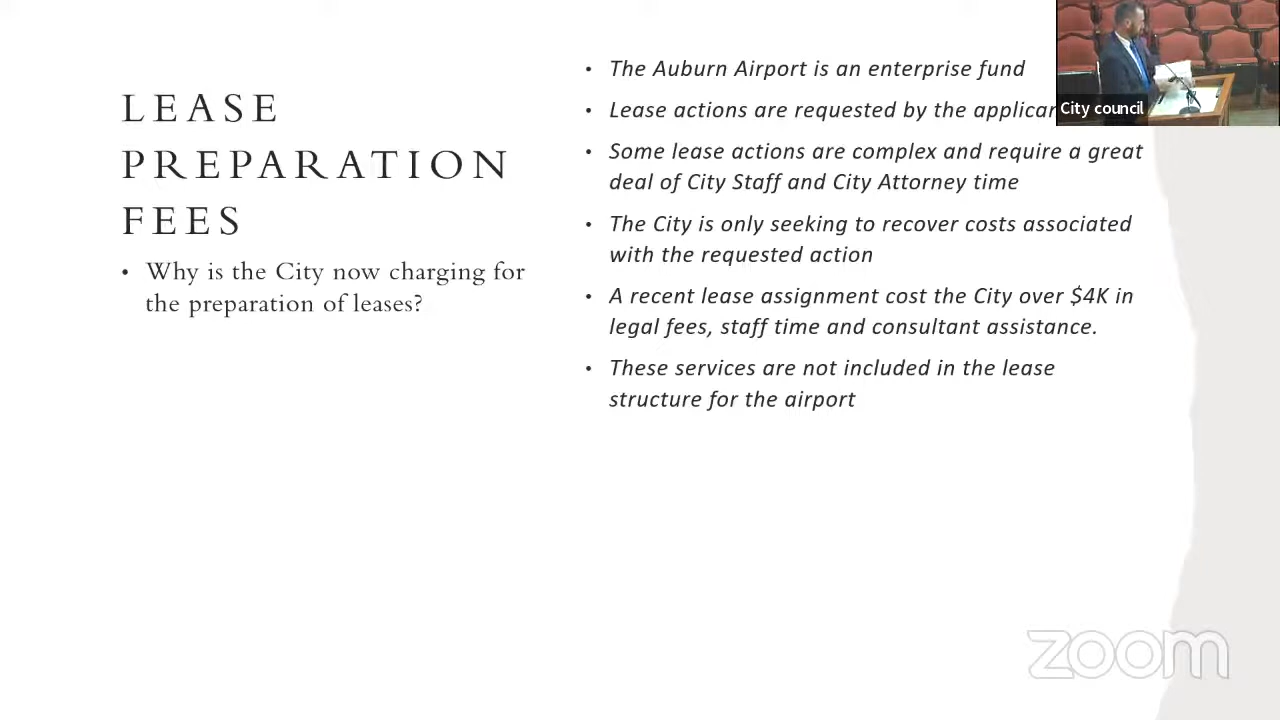 LEASE
PREPARATION
FEES
• Why is the City now charging for
the preparation of leases?
• The Auburn Airport is an enterprise fund
• Lease actions are requested by the
• Some lease actions are complex and require a great
deal of City Staff and City Attorney time
• The City is only seeking to recover costs associated
with the requested action
• A recent lease assignment cost the City over $4K in
legal fees, staff time and consultant assistance.
• These services are not included in the lease
structure for the airport
City council
zoom